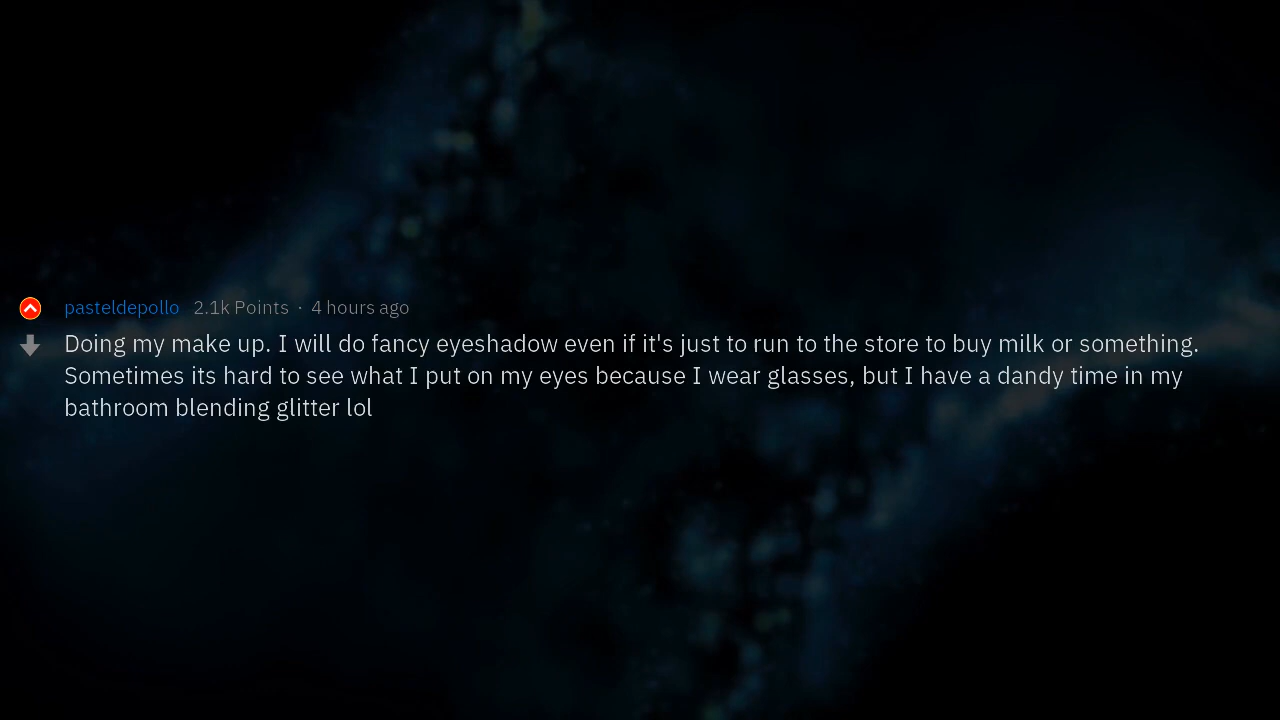 pasteldepollo 2.1k Points · 4 hours ago
Doing my make up. I will do fancy eyeshadow even if it's just to run to the store to buy milk or something.
Sometimes its hard to see what I put on my eyes because I wear glasses, but I have a dandy time in my
bathroom blending glitter lol